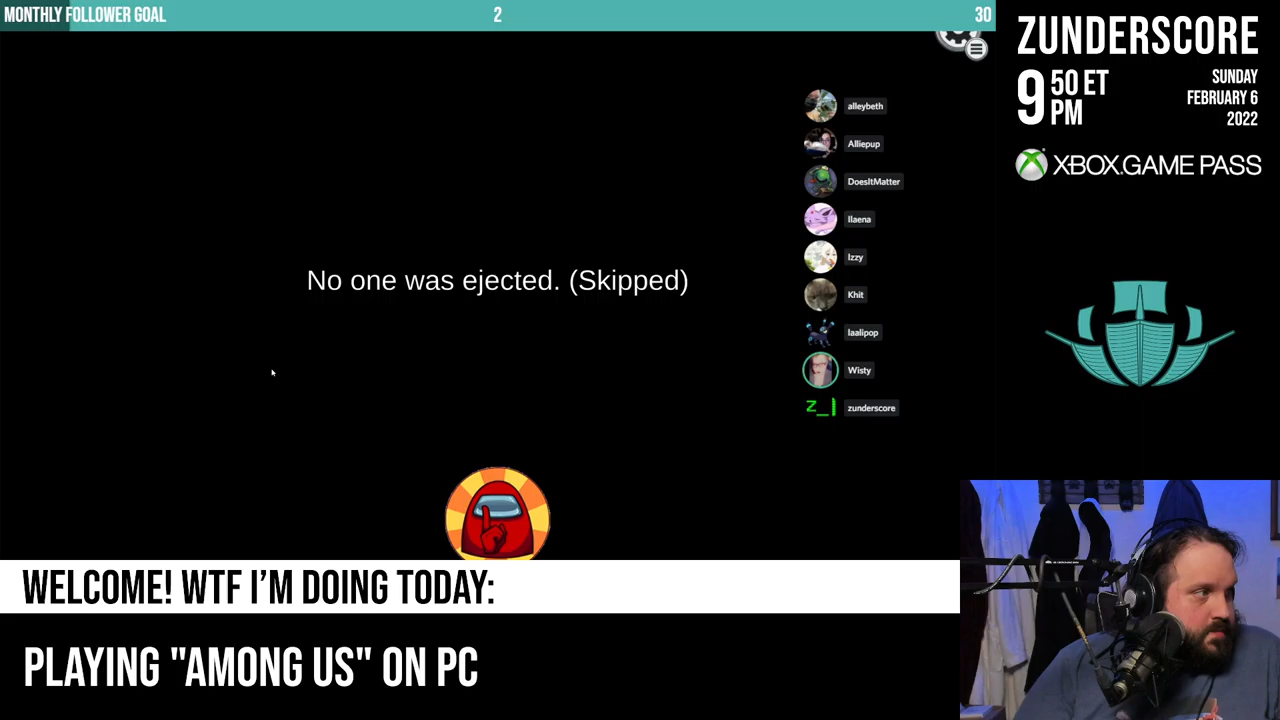 MONTHLY FOLLOWER GOAL
2
30
ZUNDERSCORE
9
50 ET
PM
SUNDAY
FEBRUARY 6
2022
XBOX GAME PASS
alleybeth
Alliepup
DoesItMatter
Ilaena
Izzy
Khit
laalipop
Wisty
z_|
zunderscore
No one was ejected. (Skipped)
WELCOME! WTF I'M DOING TODAY:
PLAYING "AMONG US" ON PC